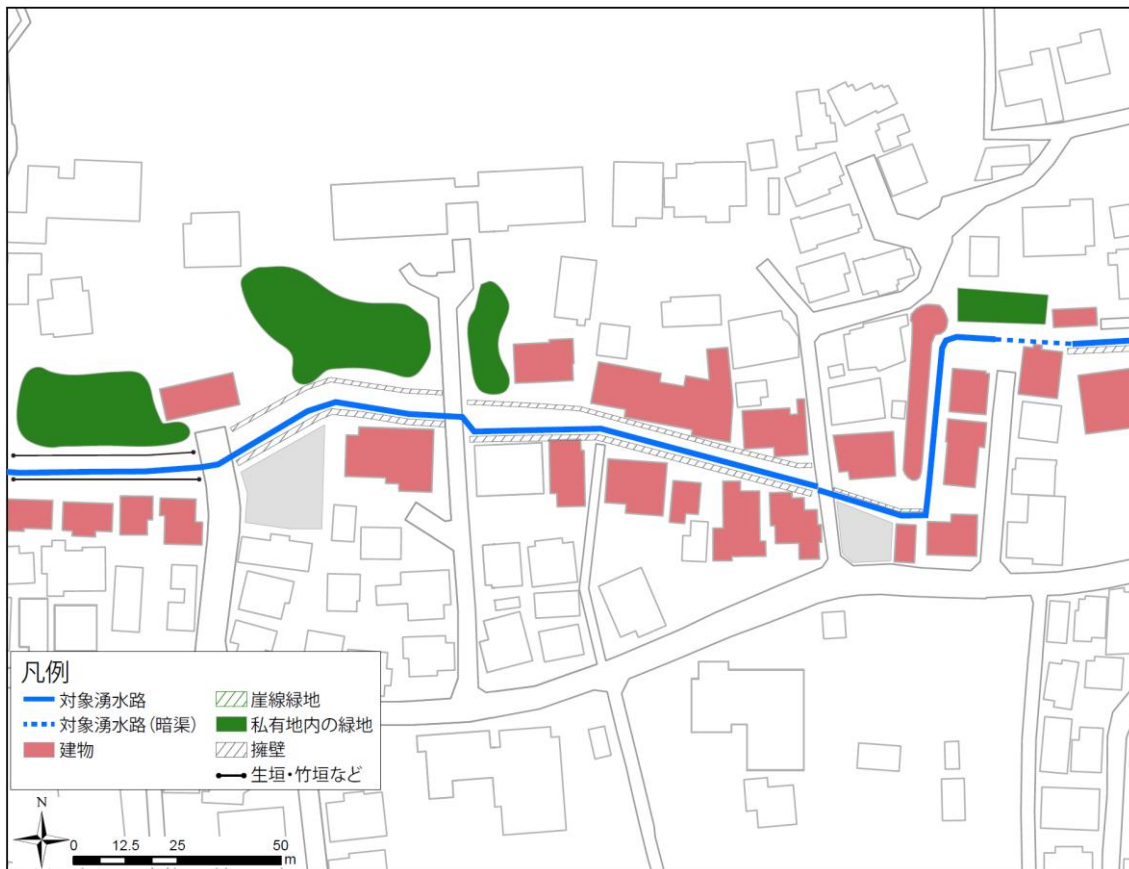 凡例
対象湧水路
対象湧水路(暗渠)
建物
崖線緑地
私有地内の緑地
擁壁
生垣・竹垣など
N
0 12.5 25 50
m